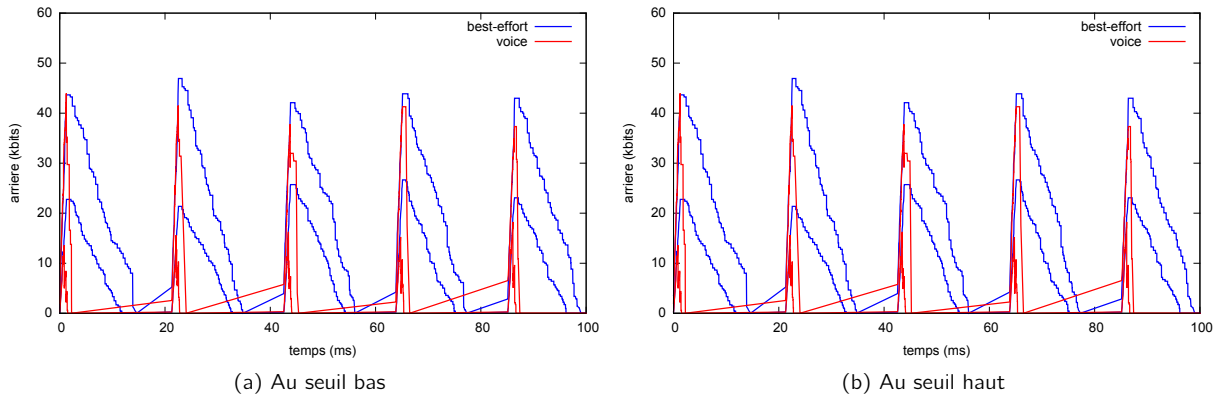 60
50
40
30
20
10
0
arriere (kbits)
best-effort
voice
0 20 40 60 80 100
temps (ms)
(a) Au seuil bas
60
50
40
30
20
10
0
arriere (kbits)
best-effort
voice
0 20 40 60 80 100
temps (ms)
(b) Au seuil haut